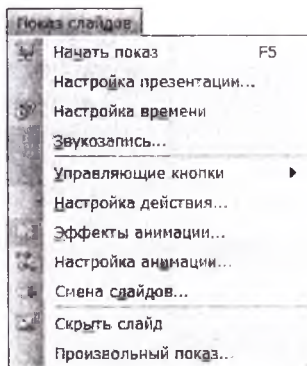 Показ слайдов
Начать показ F5
Настройка презентации...
Настройка времени
Звукозапись...
Управляющие кнопки
Настройка действия...
Эффекты анимации...
Настройка анимации...
Смена слайдов...
Скрыть слайд
Произвольный показ...